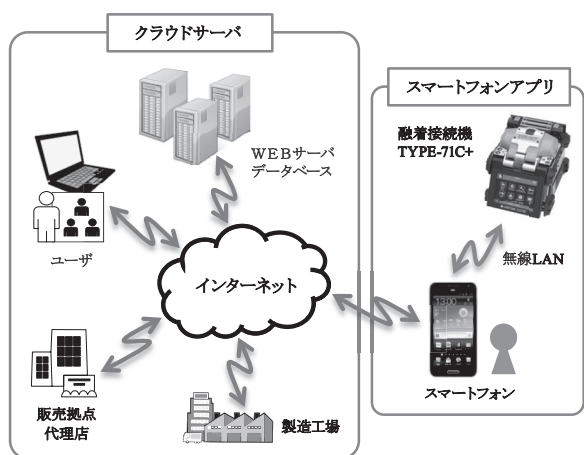 クラウドサーバ
スマートフォンアプリ
WEBサーバ
データベース
融着接続機
TYPE-71C+
ユーザ
インターネット
無線LAN
13:00
スマートフォン
販売拠点
代理店
製造工場